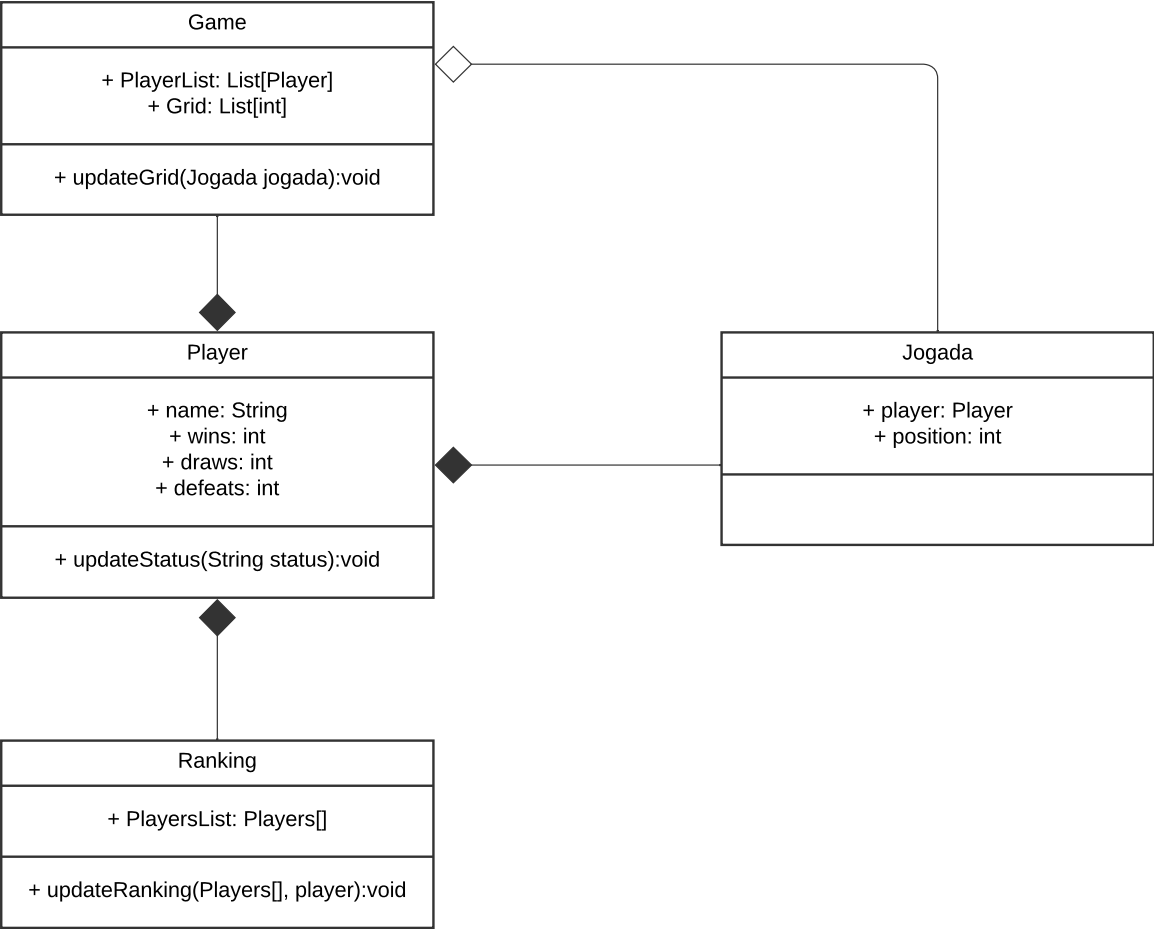 Game
+ PlayerList: List[Player]
+ Grid: List[int]
+ updateGrid(Jogada jogada):void
Player
+ name: String
+ wins: int
+ draws: int
+ defeats: int
+ updateStatus(String status):void
Jogada
+ player: Player
+ position: int
Ranking
+ PlayersList: Players[]
+ updateRanking(Players[], player):void